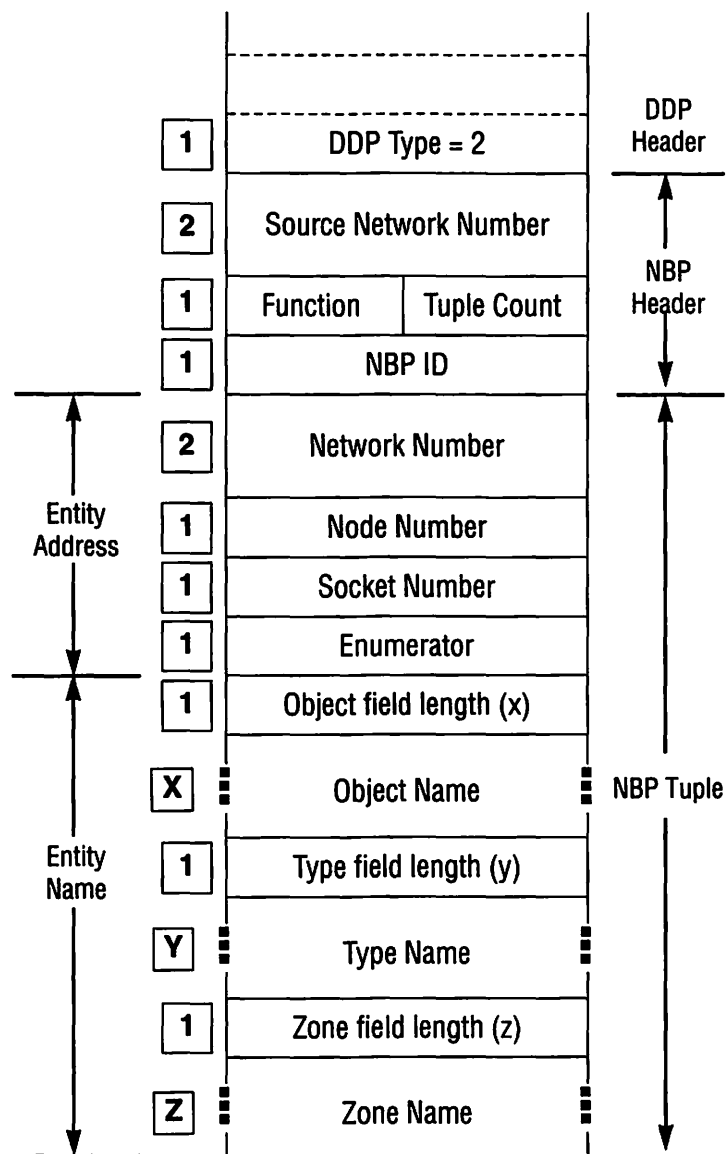 DDP
Header
1 DDP Type = 2
2 Source Network Number
NBP
Header
1 Function Tuple Count
1 NBP ID
2 Network Number
Entity
Address
1 Node Number
1 Socket Number
1 Enumerator
1 Object field length (x)
X Object Name
NBP Tuple
Entity
Name
1 Type field length (y)
Y Type Name
1 Zone field length (z)
Z Zone Name